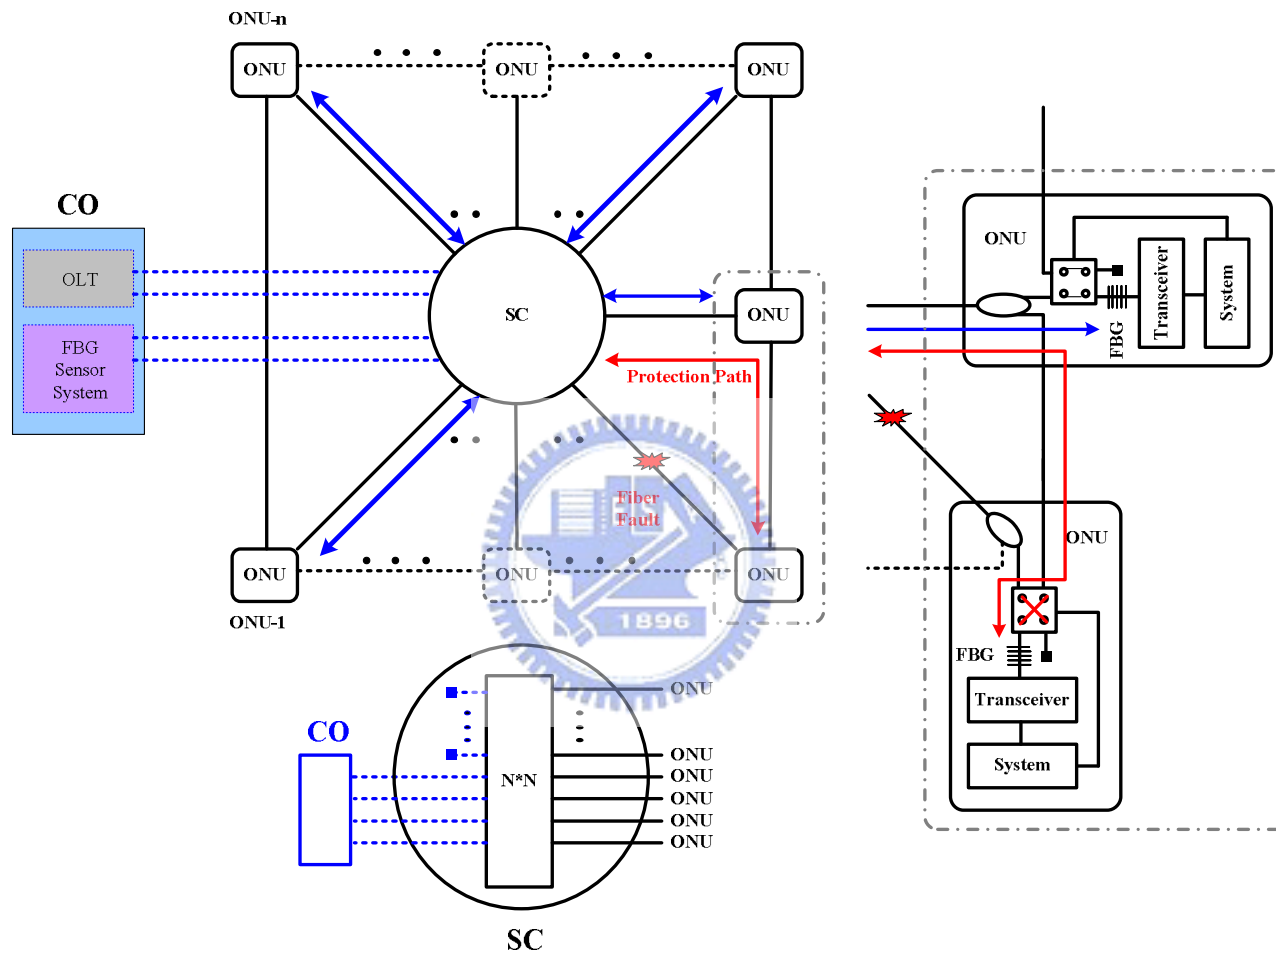 ONU-n
ONU
ONU
ONU
CO
OLT
FBG
Sensor
System
SC
ONU
Protection Path
Fiber
Fault
ONU
ONU
ONU
ONU-1
1896
CO
N*N
ONU
ONU
ONU
ONU
ONU
ONU
SC
ONU
FBG
Transceiver
System
ONU
FBG
Transceiver
System